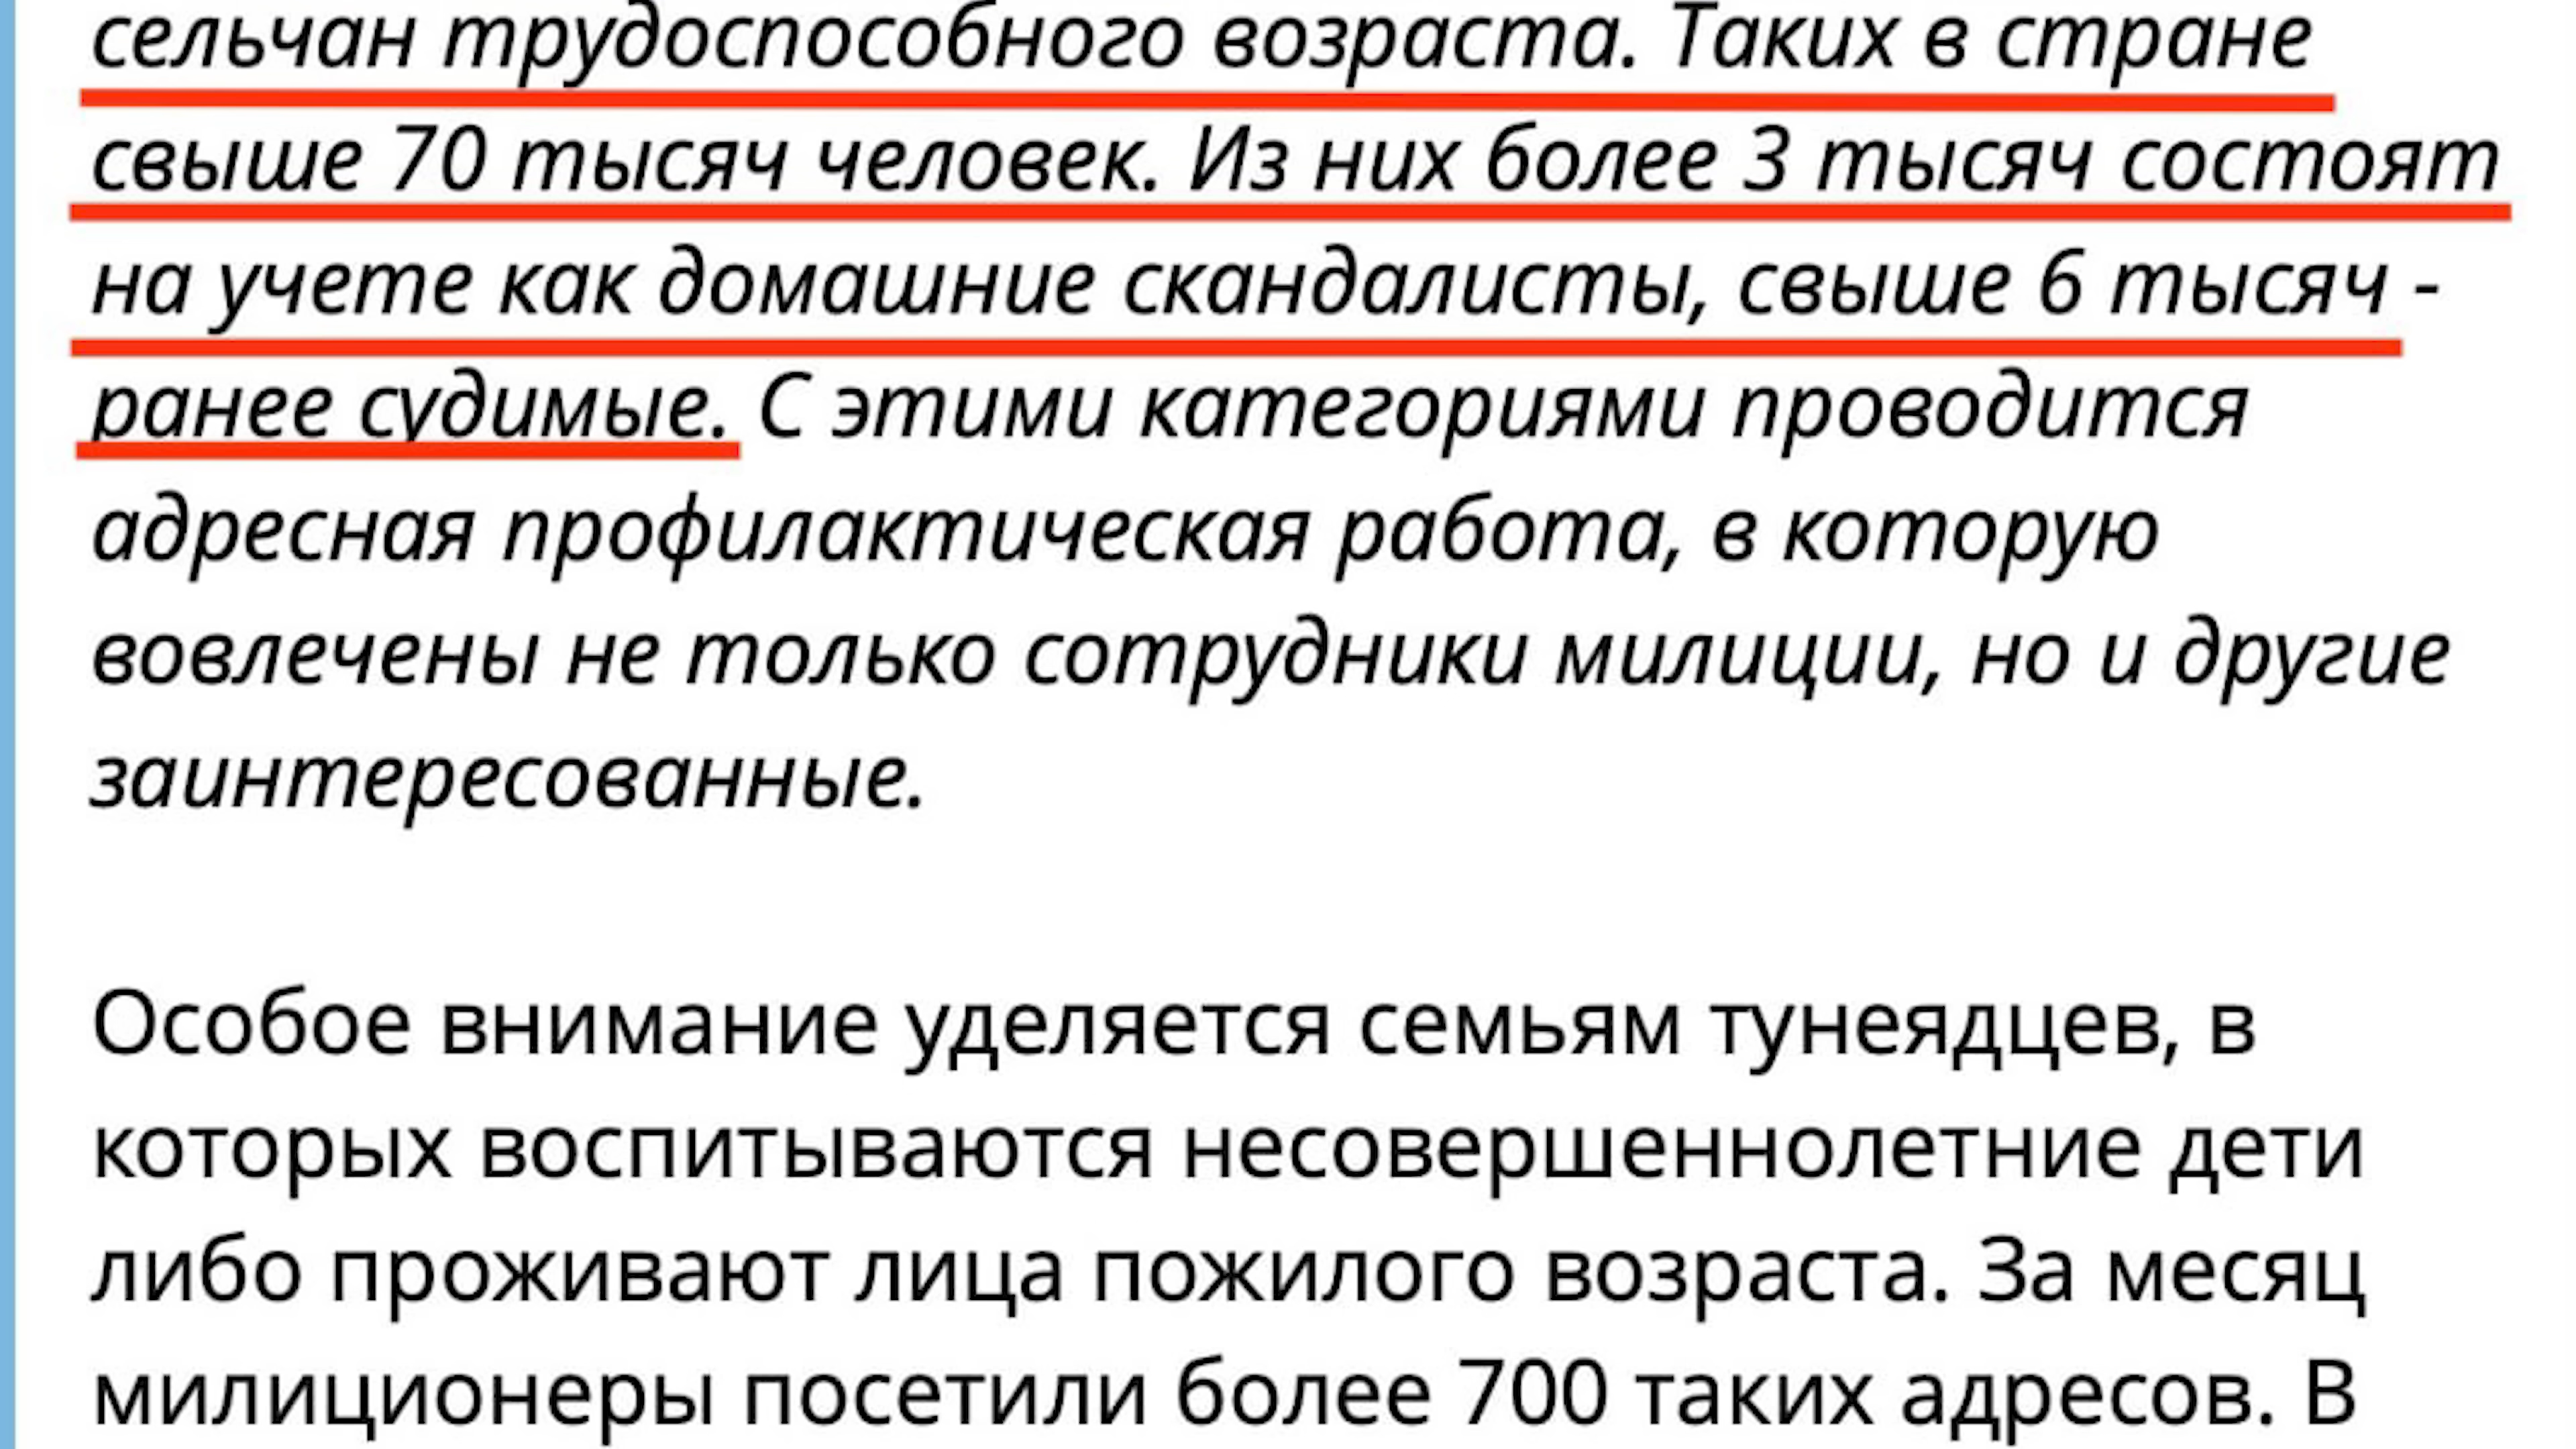 сельчан трудоспособного возраста. Таких в стране
свыше 70 тысяч человек. Из них более 3 тысяч состоят
на учете как домашние скандалисты, свыше 6 тысяч -
ранее судимые. С этими категориями проводится
адресная профилактическая работа, в которую
вовлечены не только сотрудники милиции, но и другие
заинтересованные.
Особое внимание уделяется семьям тунеядцев, в
которых воспитываются несовершеннолетние дети
либо проживают лица пожилого возраста. За месяц
милиционеры посетили более 700 таких адресов. В